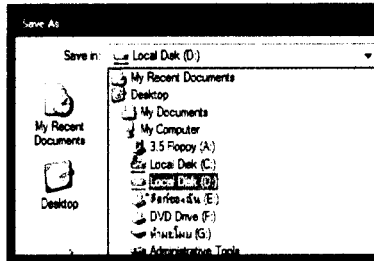 Save As
Save in:
Local Disk (D:)
My Recent Documents
Desktop
My Documents
My Computer
3.5 Floppy (A:)
Local Disk (C:)
Local Disk (D:)
(E:)
DVD Drive (F:)
(G:)
Administrative Tools
My Recent
Documents
Desktop